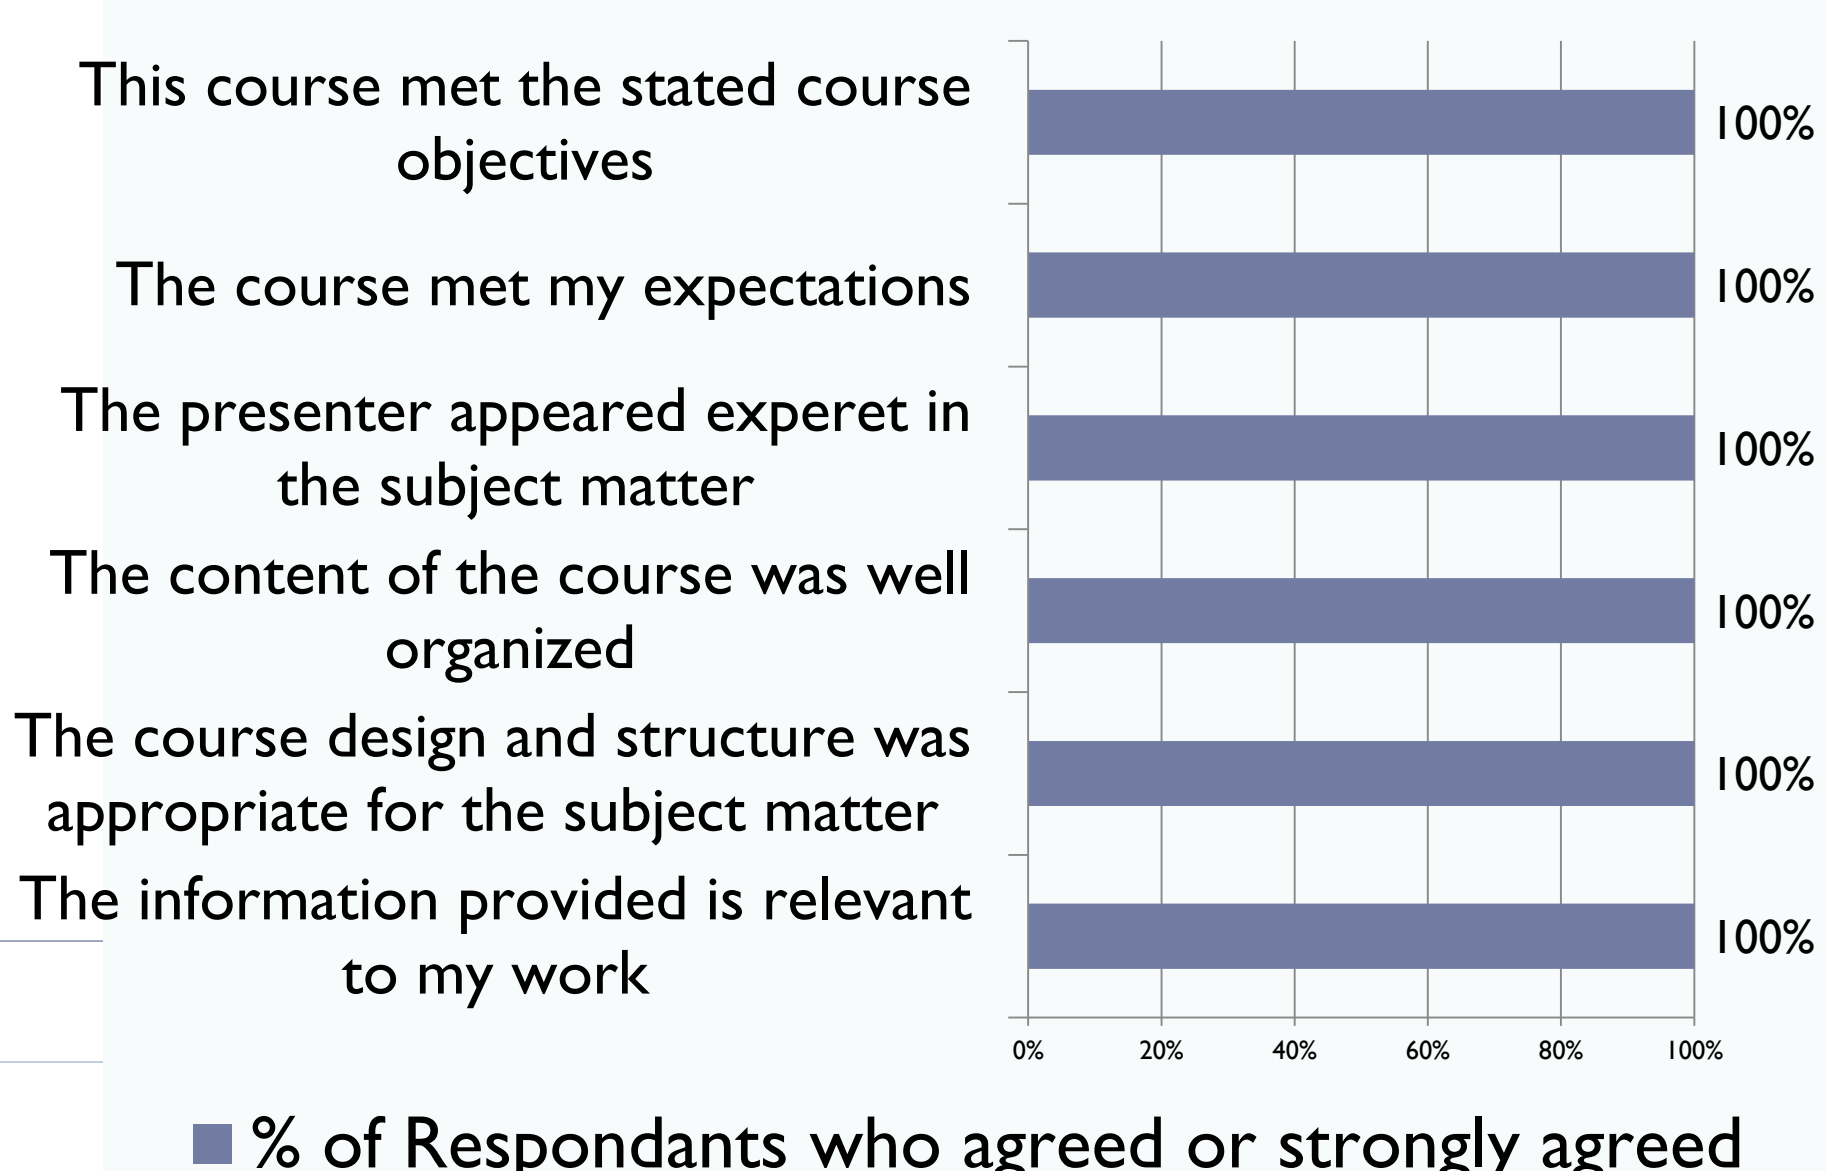 This course met the stated course
objectives
100%
The course met my expectations
100%
The presenter appeared experet in
the subject matter
100%
The content of the course was well
organized
100%
The course design and structure was
appropriate for the subject matter
100%
The information provided is relevant
to my work
100%
0% 20% 40% 60% 80% 100%
% of Respondants who agreed or strongly agreed